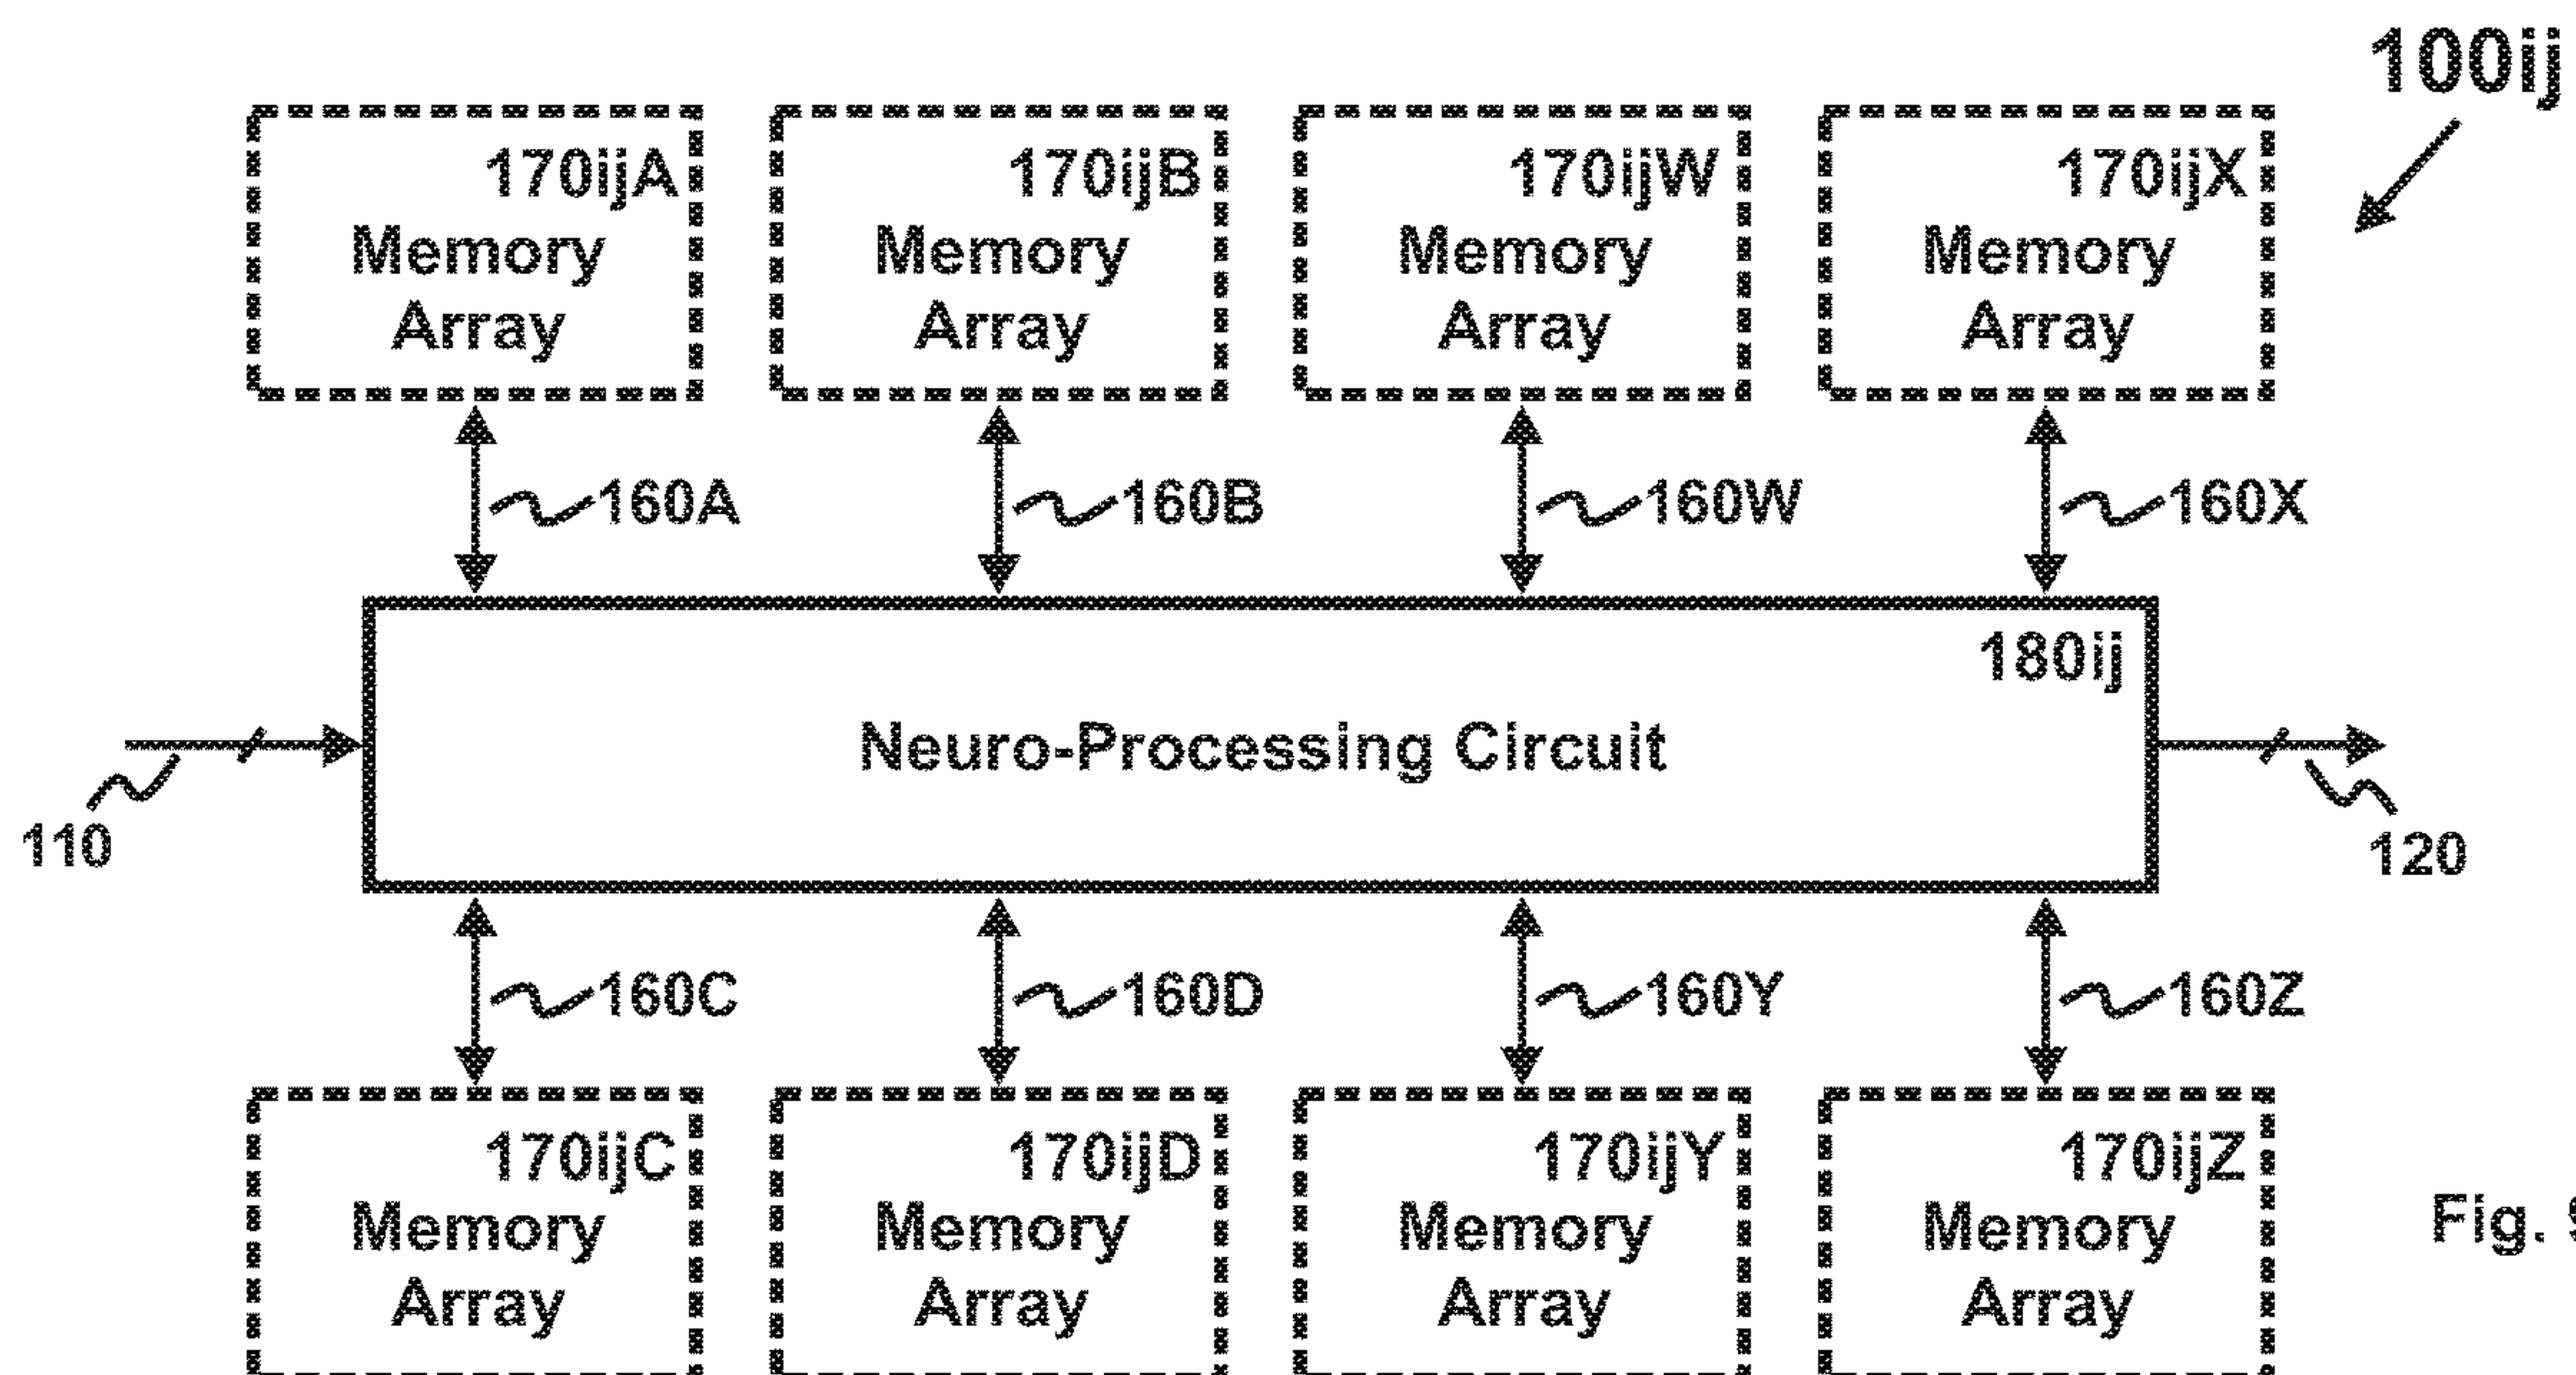 100ij
170ijA
Memory
Array
170ijB
Memory
Array
170ijW
Memory
Array
170ijX
Memory
Array
160A
160B
160W
160X
180ij
Neuro-Processing Circuit
110
120
160C
160D
160Y
160Z
170ijC
Memory
Array
170ijD
Memory
Array
170ijY
Memory
Array
170ijZ
Memory
Array
Fig.